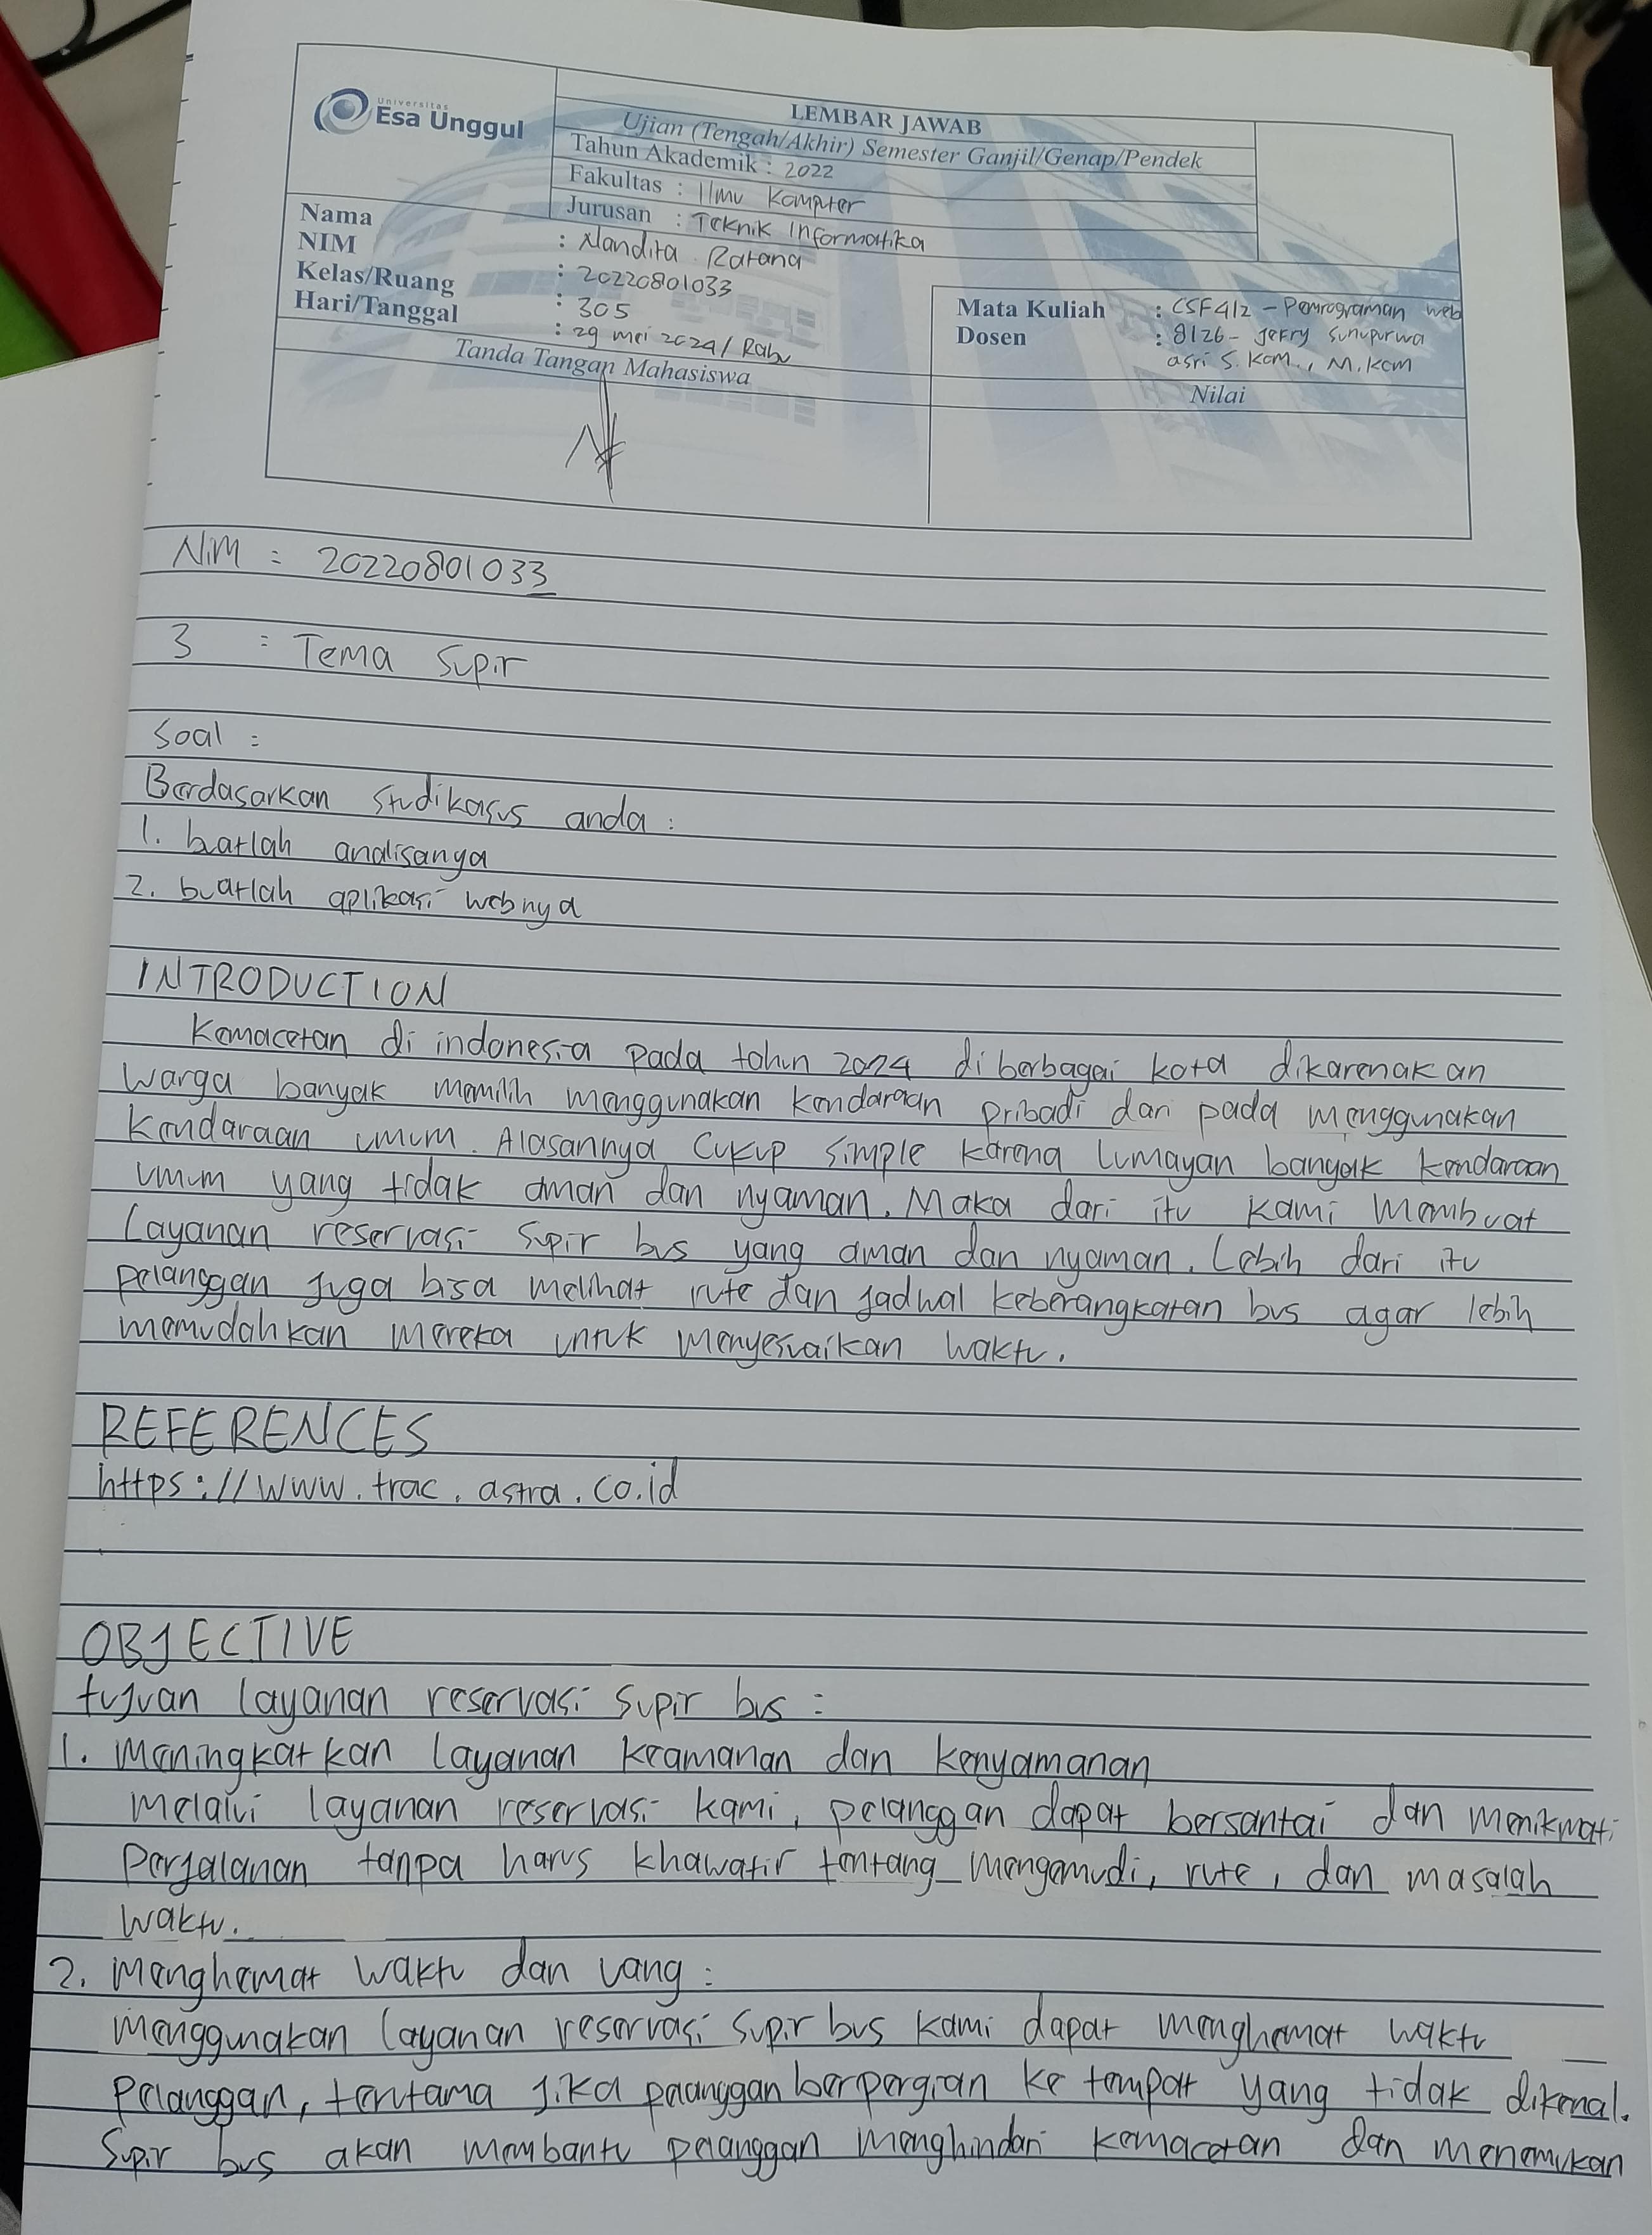 Universitas
Esa Unggul
LEMBAR JAWAB
Ujian (Tengah/Akhir) Semester Ganjil/Genap/Pendek
Tahun Akademik : 2022
Fakultas : Ilmu Komputer
Jurusan : Teknik Informatika
Nama : Nandita Ratana
NIM : 20220801033
Kelas/Ruang : 305
Hari/Tanggal : 29 mei 2024 / Rabu
Mata Kuliah : CSF412 - Pemrograman web
Dosen : 8126 - Jefry Sunupurwa
asri S.Kom., M.Kom
Tanda Tangan Mahasiswa
Nilai
NIM : 20220801033
3 : Tema Supir
Soal :
Berdasarkan studikasus anda :
1. batlah analisanya
2. buatlah aplikasi webnya
INTRODUCTION
Kemacetan di indonesia pada tahun 2024 di berbagai kota dikarenakan
warga banyak memilih menggunakan kendaraan pribadi dari pada menggunakan
kendaraan umum. Alasannya cukup simple karena lumayan banyak kendaraan
umum yang tidak aman dan nyaman. Maka dari itu kami membuat
layanan reservasi supir bus yang aman dan nyaman. Lebih dari itu
pelanggan juga bisa melihat rute dan jadwal keberangkatan bus agar lebih
memudahkan mereka untuk menyesuaikan waktu.
REFERENCES
https://www.trac.astra.co.id
OBJECTIVE
tujuan layanan reservasi supir bus :
1. Meningkatkan layanan keamanan dan kenyamanan
Melalui layanan reservasi kami, pelanggan dapat bersantai dan menikmati
perjalanan tanpa harus khawatir tentang mengemudi, rute, dan masalah
waktu.
2. Menghemat waktu dan uang :
menggunakan layanan reservasi supir bus kami dapat menghemat waktu
pelanggan, terutama jika pelanggan berpergian ke tempat yang tidak dikenal.
Supir bus akan membantu pelanggan menghindari kemacetan dan menemukan